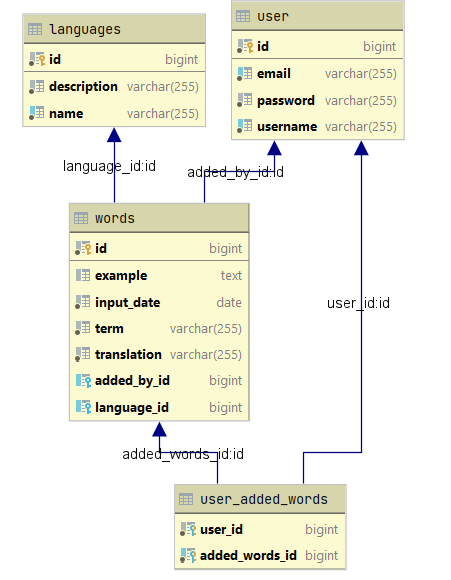 languages
id bigint
description varchar(255)
name varchar(255)
user
id bigint
email varchar(255)
password varchar(255)
username varchar(255)
language_id:id
added_by_id:id
words
id bigint
example text
input_date date
term varchar(255)
translation varchar(255)
added_by_id bigint
language_id bigint
user_id:id
added_words_id:id
user_added_words
user_id bigint
added_words_id bigint